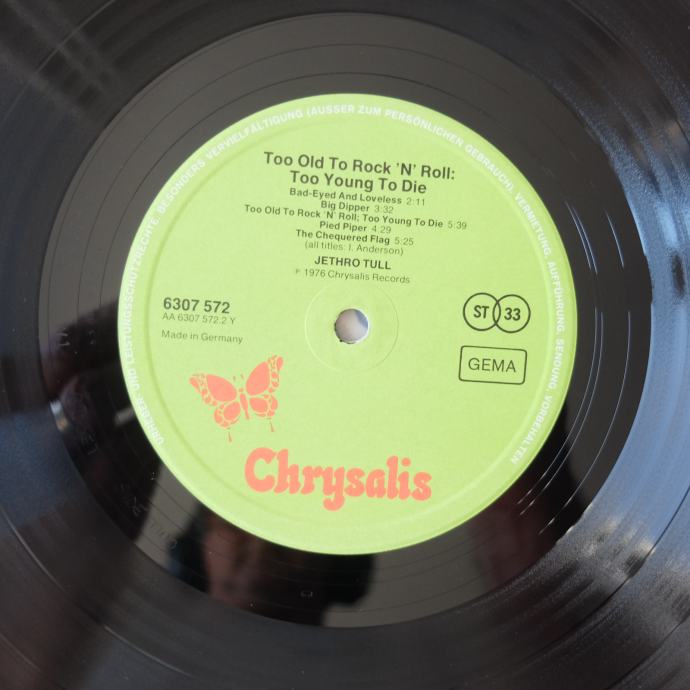 URHEBER UND LEISTUNGSSCHUTZRECHTE BESONDERS VERVIELFÄLTIGUNG (AUSSER ZUM PERSÖNLICHEN GEBRAUCH), VERMIETUNG, AUFFÜHRUNG, SENDUNG VORBEHALTEN
Too Old To Rock 'N' Roll:
Too Young To Die
Bad-Eyed And Loveless 2:11
Big Dipper 3:32
Too Old To Rock 'N' Roll; Too Young To Die 5:39
Pied Piper 4:29
The Chequered Flag 5:25
(all titles: I. Anderson)
JETHRO TULL
℗ 1976 Chrysalis Records
6307 572
AA 6307 572.2 Y
Made in Germany
ST 33
GEMA
Chrysalis